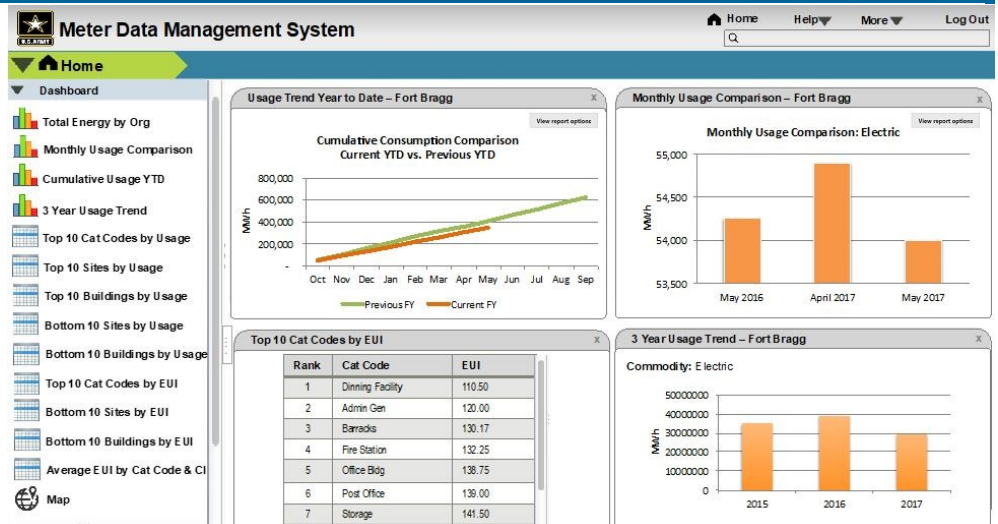 U.S. ARMY
Meter Data Management System
Home Help More Log Out
Home
Dashboard
Total Energy by Org
Monthly Usage Comparison
Cumulative Usage YTD
3 Year Usage Trend
Top 10 Cat Codes by Usage
Top 10 Sites by Usage
Top 10 Buildings by Usage
Bottom 10 Sites by Usage
Bottom 10 Buildings by Usage
Top 10 Cat Codes by EUI
Bottom 10 Sites by EUI
Bottom 10 Buildings by EUI
Average EUI by Cat Code & Cl
Map
Usage Trend Year to Date – Fort Bragg x
View report options
Cumulative Consumption Comparison
Current YTD vs. Previous YTD
MWh
800,000
600,000
400,000
200,000
-
Oct Nov Dec Jan Feb Mar Apr May Jun Jul Aug Sep
Previous FY Current FY
Monthly Usage Comparison – Fort Bragg x
View report options
Monthly Usage Comparison: Electric
MWh
55,000
54,500
54,000
53,500
May 2016 April 2017 May 2017
Top 10 Cat Codes by EUI x
Rank Cat Code EUI
1 Dinning Facility 110.50
2 Admin Gen 120.00
3 Barracks 130.17
4 Fire Station 132.25
5 Office Bldg 138.75
6 Post Office 139.00
7 Storage 141.50
3 Year Usage Trend – Fort Bragg x
Commodity: Electric
MWh
50000000
40000000
30000000
20000000
10000000
0
2015 2016 2017